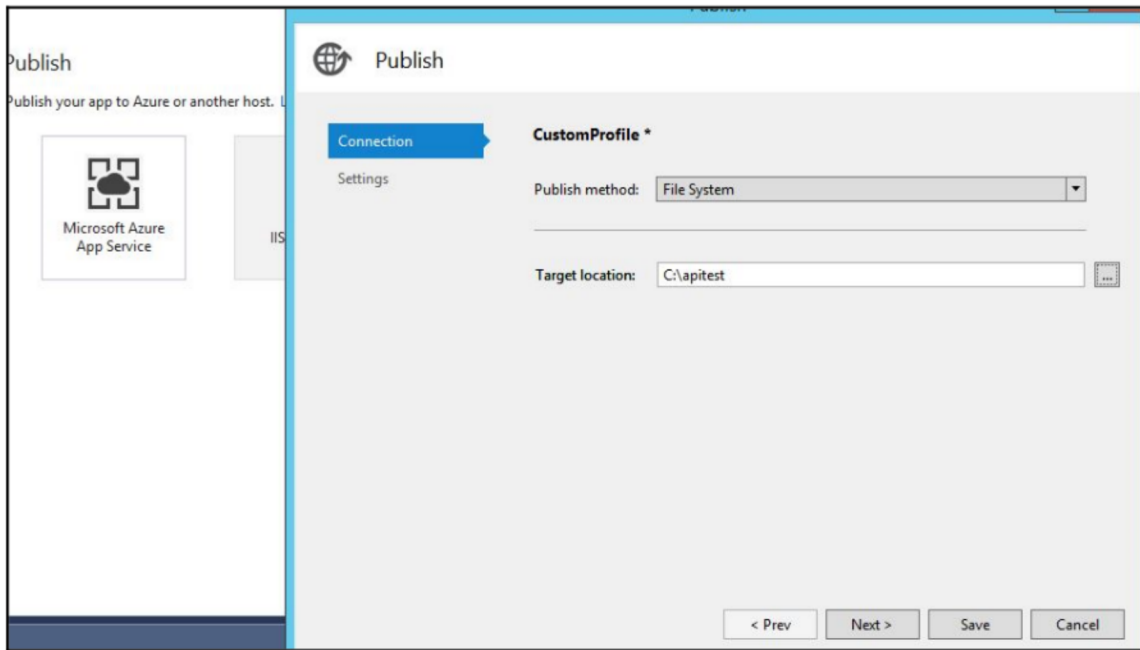 Publish
Publish your app to Azure or another host.
Microsoft Azure
App Service
IIS
Publish
Connection
Settings
CustomProfile *
Publish method: File System
Target location: C:\apitest
...
< Prev Next > Save Cancel